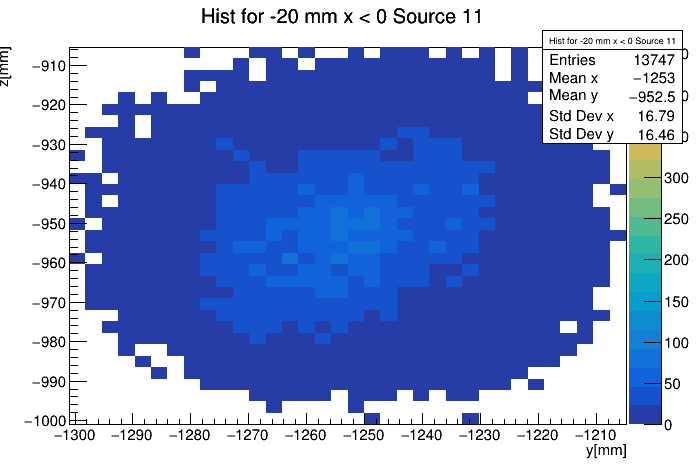 Hist for -20 mm x < 0 Source 11
z[mm]
Hist for -20 mm x < 0 Source 11
Entries 13747
Mean x −1253
Mean y −952.5
Std Dev x 16.79
Std Dev y 16.46
−910
−920
−930
−940
−950
−960
−970
−980
−990
−1000
300
250
200
150
100
50
0
−1300 −1290 −1280 −1270 −1260 −1250 −1240 −1230 −1220 −1210
y[mm]